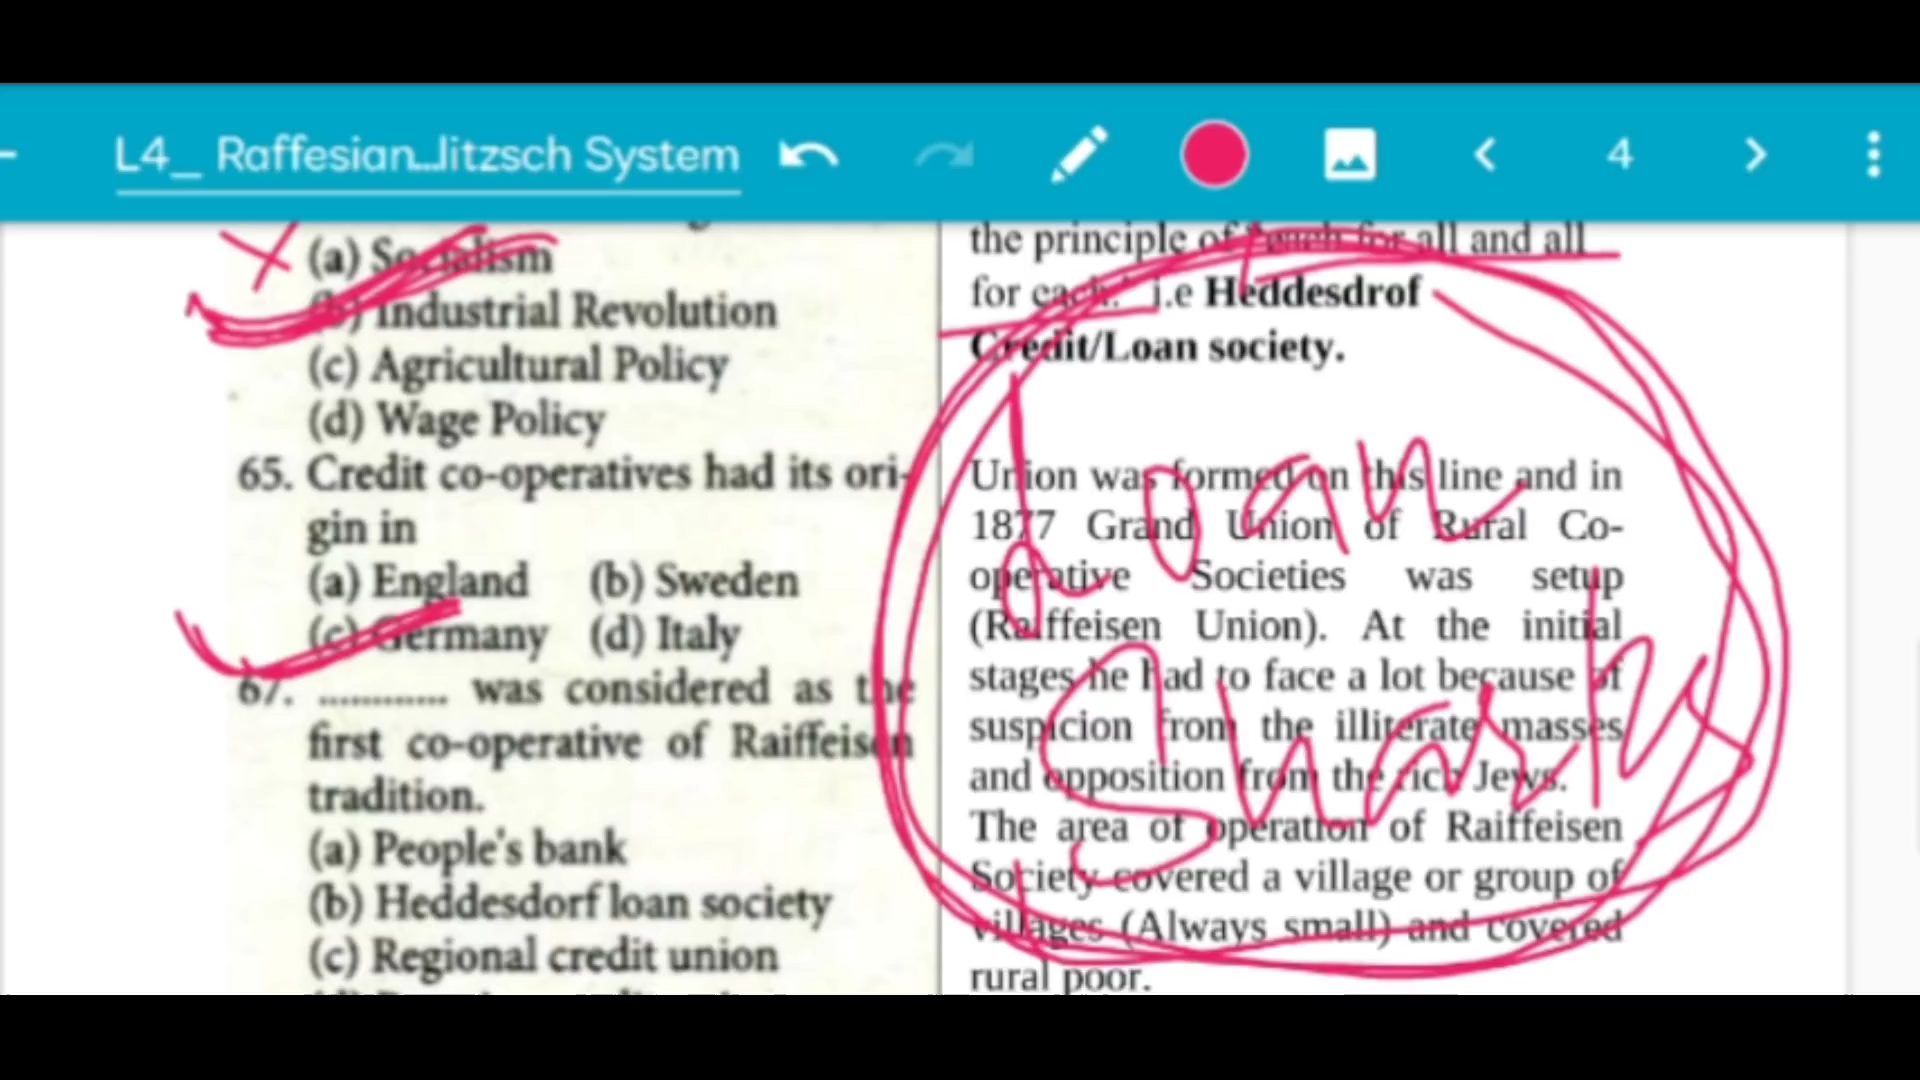 L4_ Raffesian...litzsch System
4
(a) Socialism
(b) Industrial Revolution
(c) Agricultural Policy
(d) Wage Policy
65. Credit co-operatives had its ori-
gin in
(a) England (b) Sweden
(c) Germany (d) Italy
67. ............ was considered as the
first co-operative of Raiffeisen
tradition.
(a) People's bank
(b) Heddesdorf loan society
(c) Regional credit union
the principle of 'each for all and all
for each.' i.e Heddesdrof
Credit/Loan society.
Union was formed on this line and in
1877 Grand Union of Rural Co-
operative Societies was setup
(Raiffeisen Union). At the initial
stages he had to face a lot because of
suspicion from the illiterate masses
and opposition from the rich Jews.
The area of operation of Raiffeisen
Society covered a village or group of
villages (Always small) and covered
rural poor.
Loan
Shark